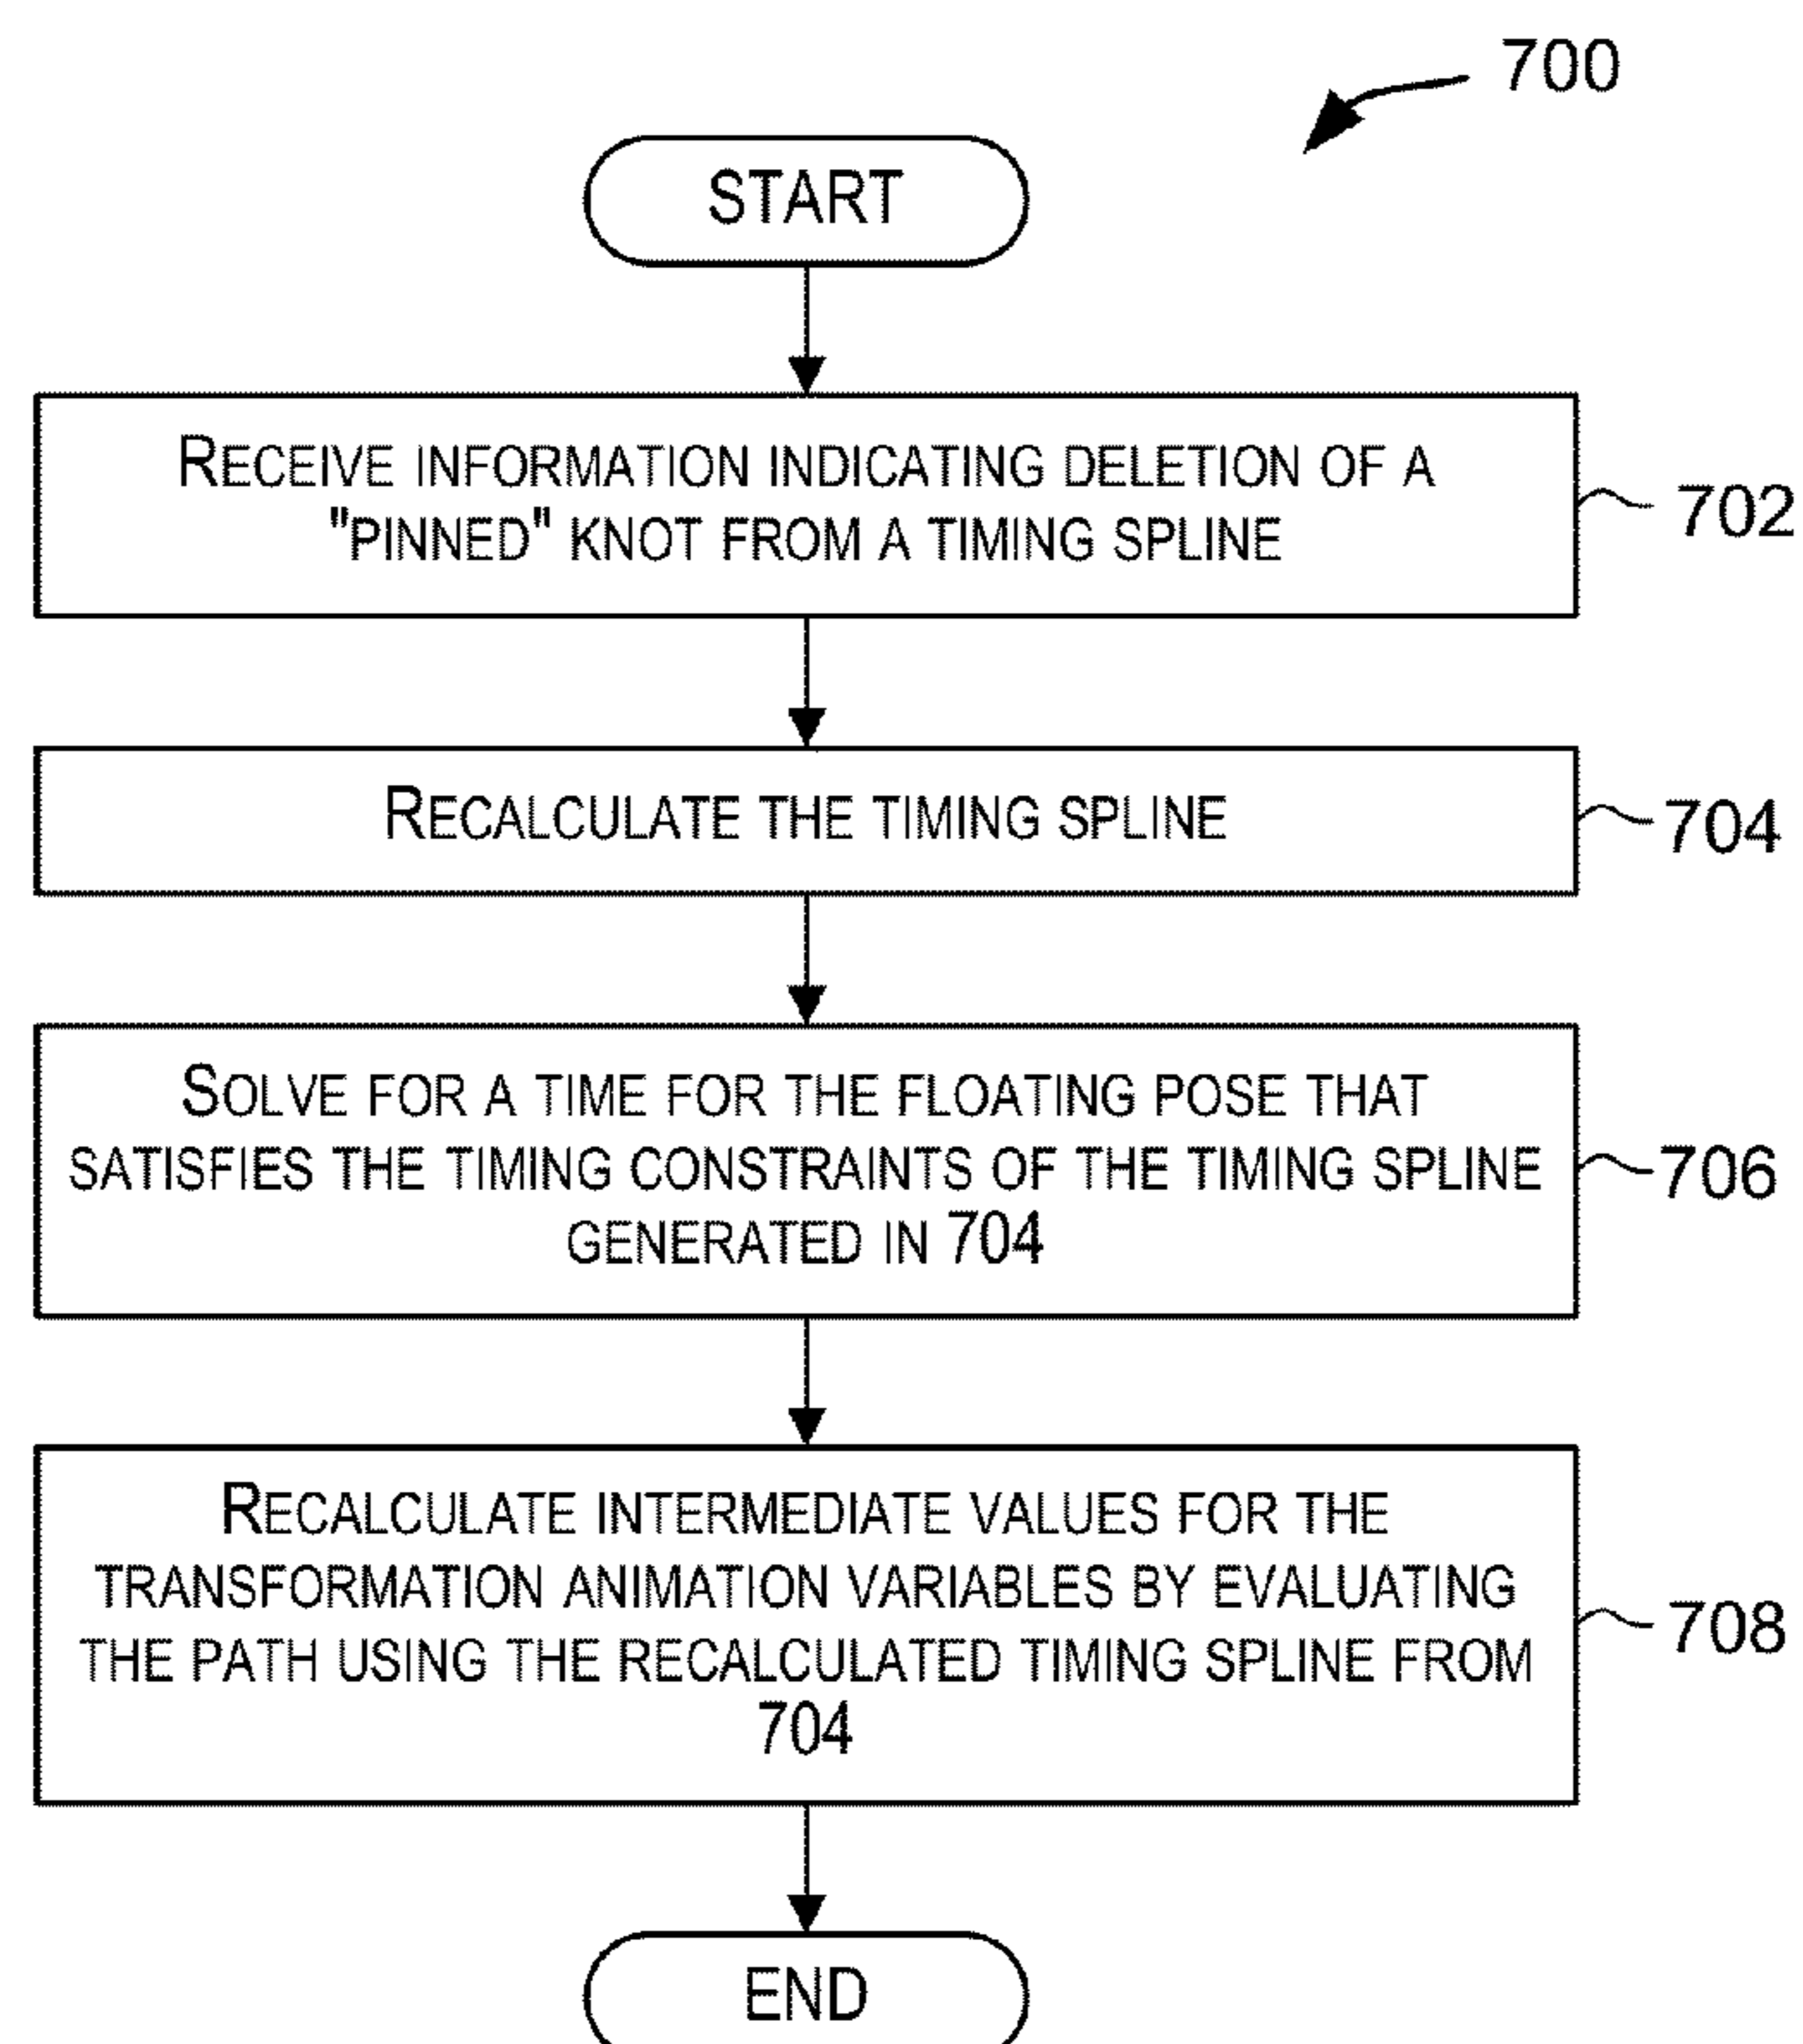 700
START
RECEIVE INFORMATION INDICATING DELETION OF A
"PINNED" KNOT FROM A TIMING SPLINE
702
RECALCULATE THE TIMING SPLINE
704
SOLVE FOR A TIME FOR THE FLOATING POSE THAT
SATISFIES THE TIMING CONSTRAINTS OF THE TIMING SPLINE
GENERATED IN 704
706
RECALCULATE INTERMEDIATE VALUES FOR THE
TRANSFORMATION ANIMATION VARIABLES BY EVALUATING
THE PATH USING THE RECALCULATED TIMING SPLINE FROM
704
708
END